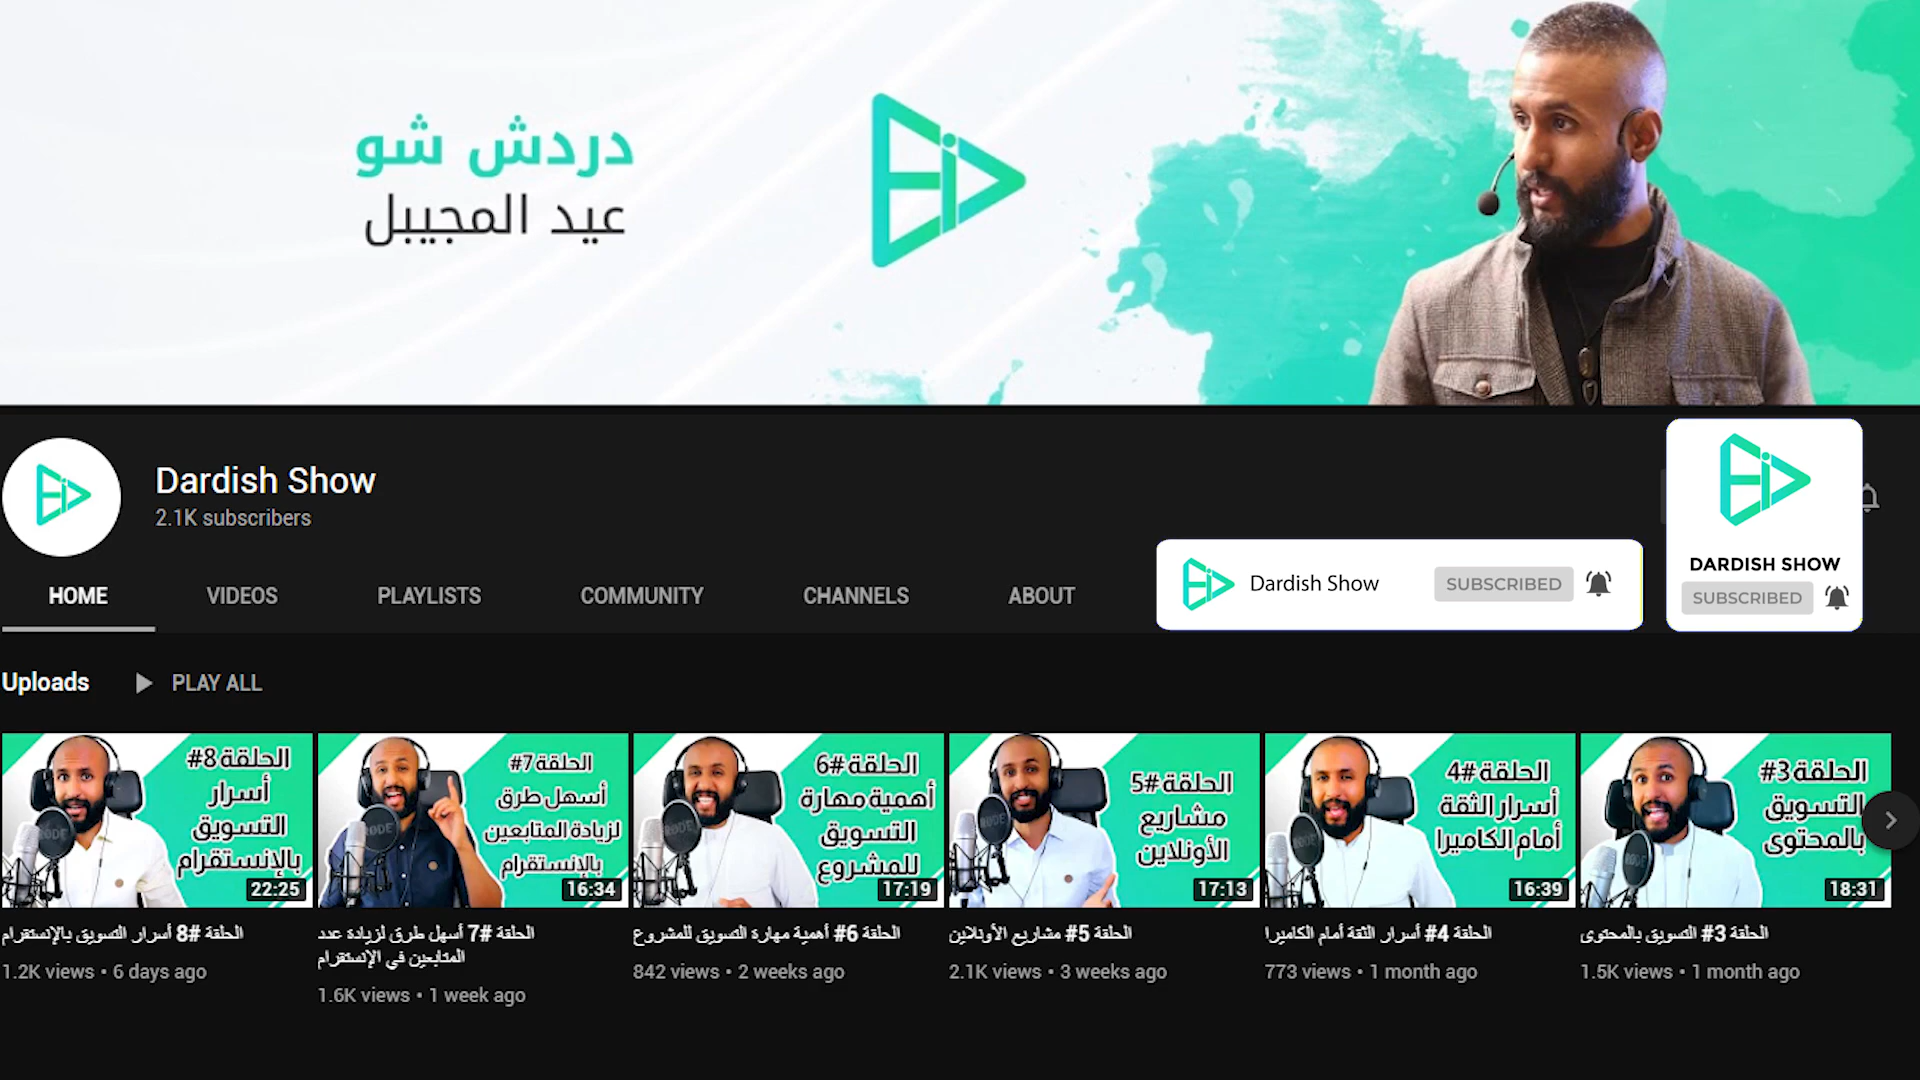 دردش شو
عيد المجيبل
Dardish Show
2.1K subscribers
HOME
VIDEOS
PLAYLISTS
COMMUNITY
CHANNELS
ABOUT
Dardish Show
SUBSCRIBED
DARDISH SHOW
SUBSCRIBED
Uploads
PLAY ALL
الحلقة 8#
أسرار
التسويق
بالإنستقرام
22:25
RODE
الحلقة 7#
أسهل طرق
لزيادة المتابعين
بالإنستقرام
16:34
RODE
الحلقة #6
أهمية مهارة
التسويق
للمشروع
17:19
RODE
الحلقة #5
مشاريع
الأونلاين
17:13
RODE
الحلقة #4
أسرار الثقة
أمام الكاميرا
16:39
RODE
الحلقة 3#
التسويق
بالمحتوى
18:31
RODE
الحلقة #8 أسرار التسويق بالإنستقرام
1.2K views • 6 days ago
الحلقة #7 أسهل طرق لزيادة عدد
المتابعين في الإنستقرام
1.6K views • 1 week ago
الحلقة #6 أهمية مهارة التسويق للمشروع
842 views • 2 weeks ago
الحلقة #5 مشاريع الأونلاين
2.1K views • 3 weeks ago
الحلقة #4 أسرار الثقة أمام الكاميرا
773 views • 1 month ago
الحلقة #3 التسويق بالمحتوى
1.5K views • 1 month ago